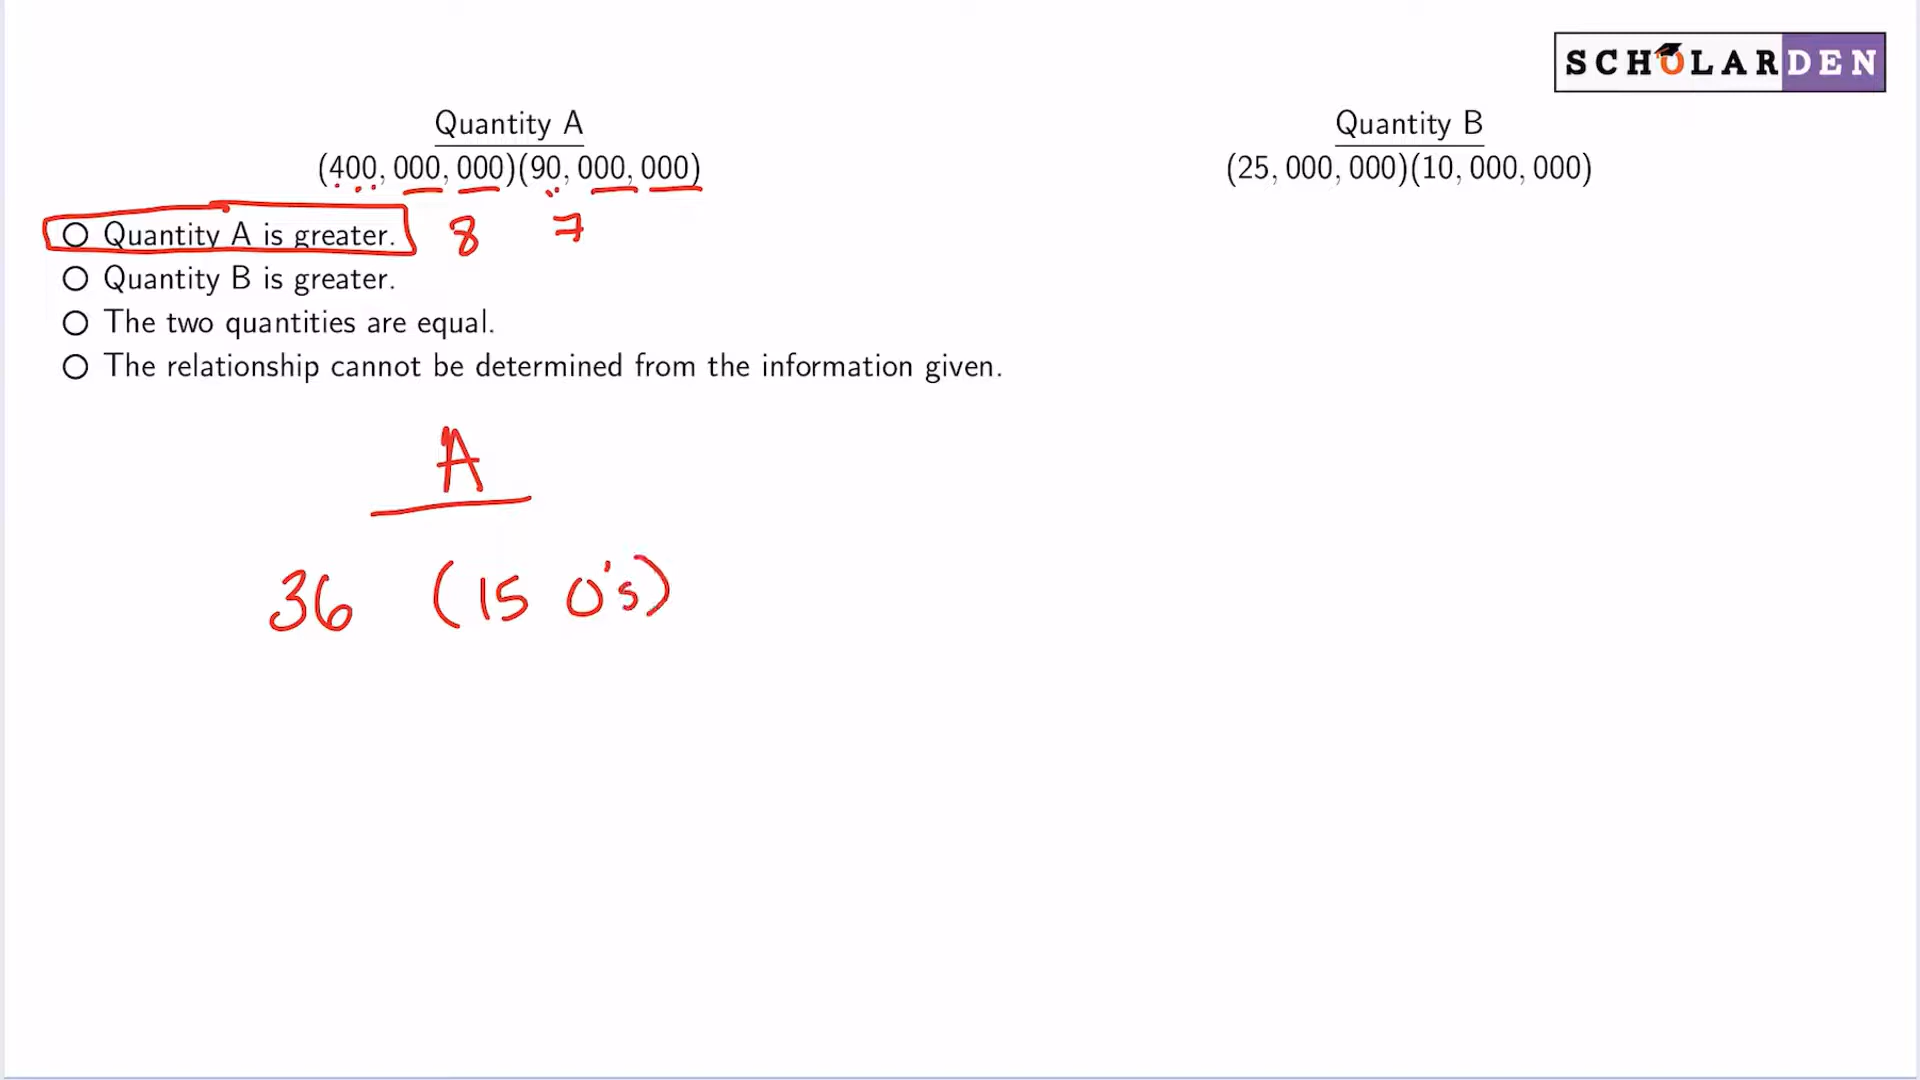 SCHOLARDEN
Quantity A
Quantity B
(400, 000, 000)(90, 000, 000)
(25, 000, 000)(10, 000, 000)
Quantity A is greater.
8 7
Quantity B is greater.
The two quantities are equal.
The relationship cannot be determined from the information given.
A
36 (15 0's)